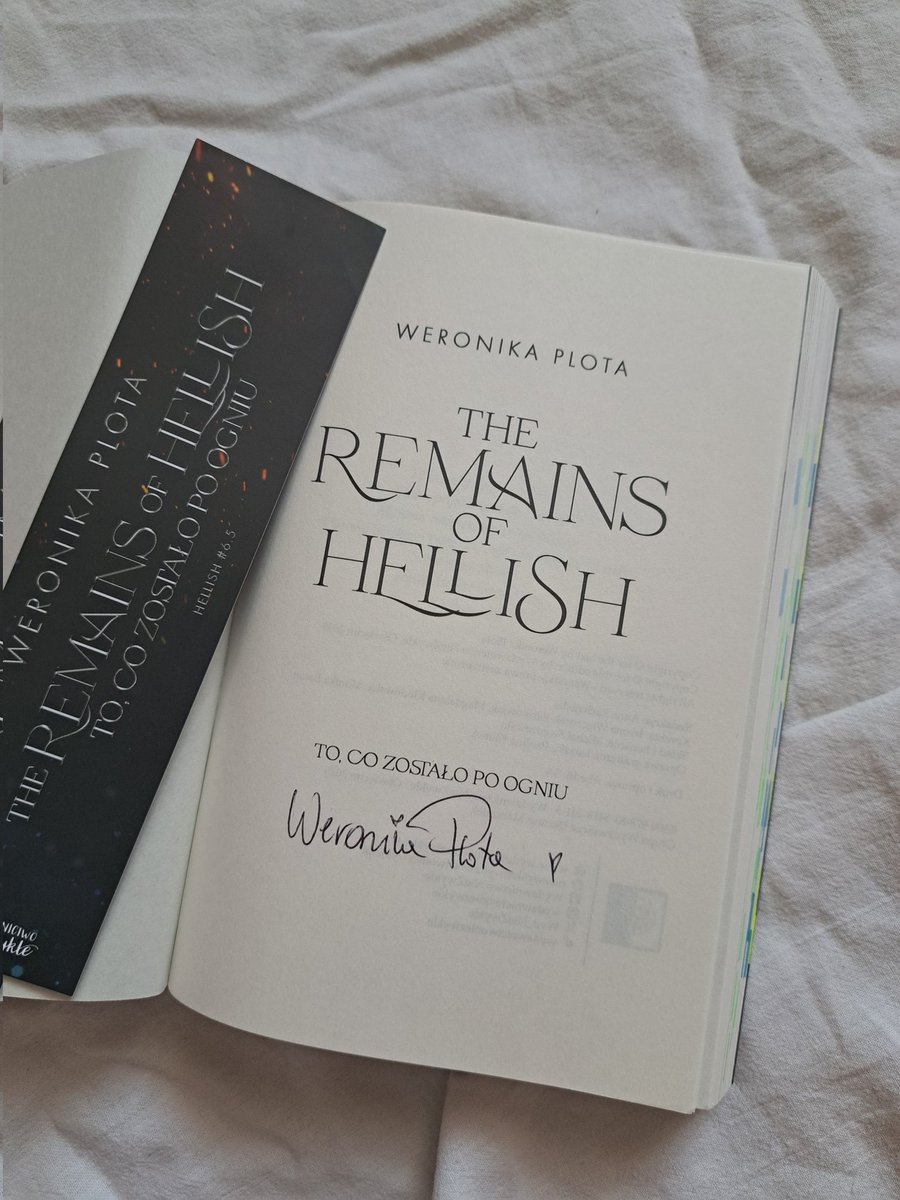 WERONIKA PLOTA
THE REMAINS OF HELLISH
TO, CO ZOSTAŁO PO OGNIU
HELLISH #6.5
WERONIKA PLOTA
THE
REMAINS
OF
HELLISH
TO, CO ZOSTAŁO PO OGNIU
Weronika Plota